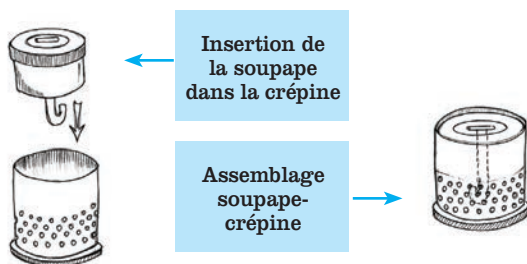 Insertion de
la soupape
dans la crépine
Assemblage
soupape-
crépine